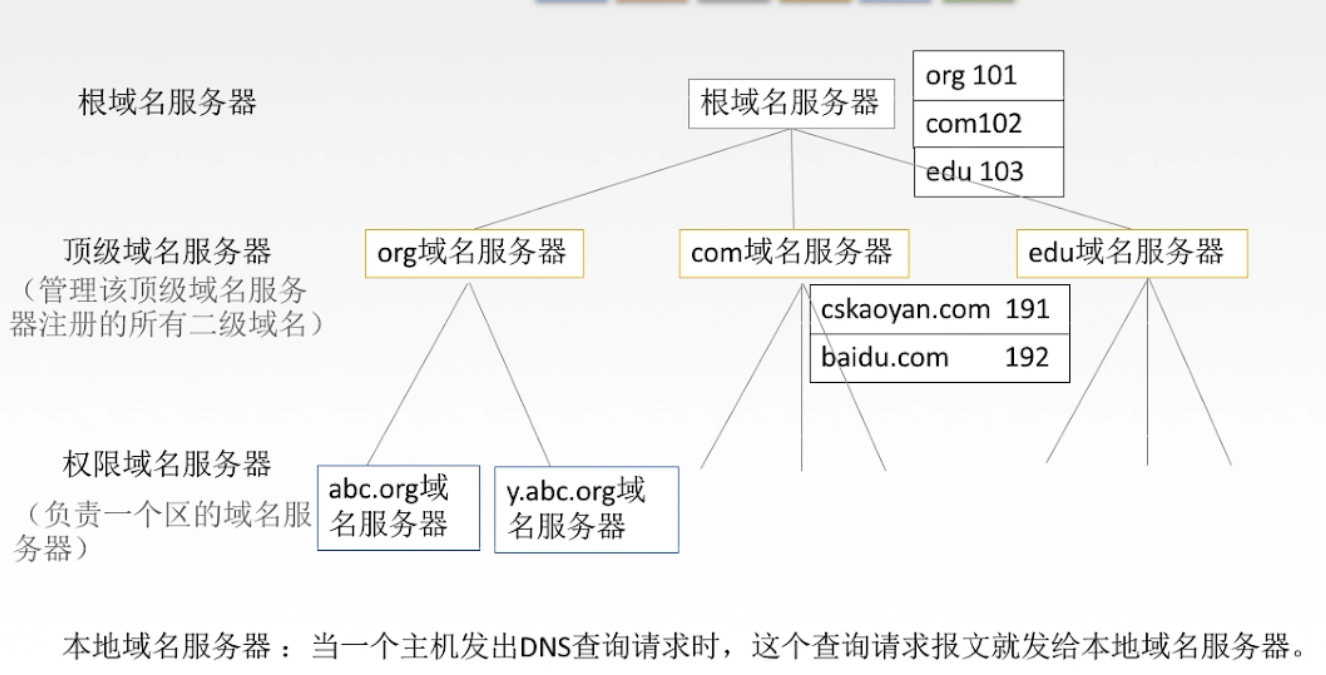 根域名服务器
根域名服务器
org 101
com102
edu 103
顶级域名服务器
（管理该顶级域名服务
器注册的所有二级域名）
org域名服务器
com域名服务器
edu域名服务器
cskaoyan.com 191
baidu.com 192
权限域名服务器
（负责一个区的域名服
务器）
abc.org域
名服务器
y.abc.org域
名服务器
本地域名服务器：当一个主机发出DNS查询请求时，这个查询请求报文就发给本地域名服务器。